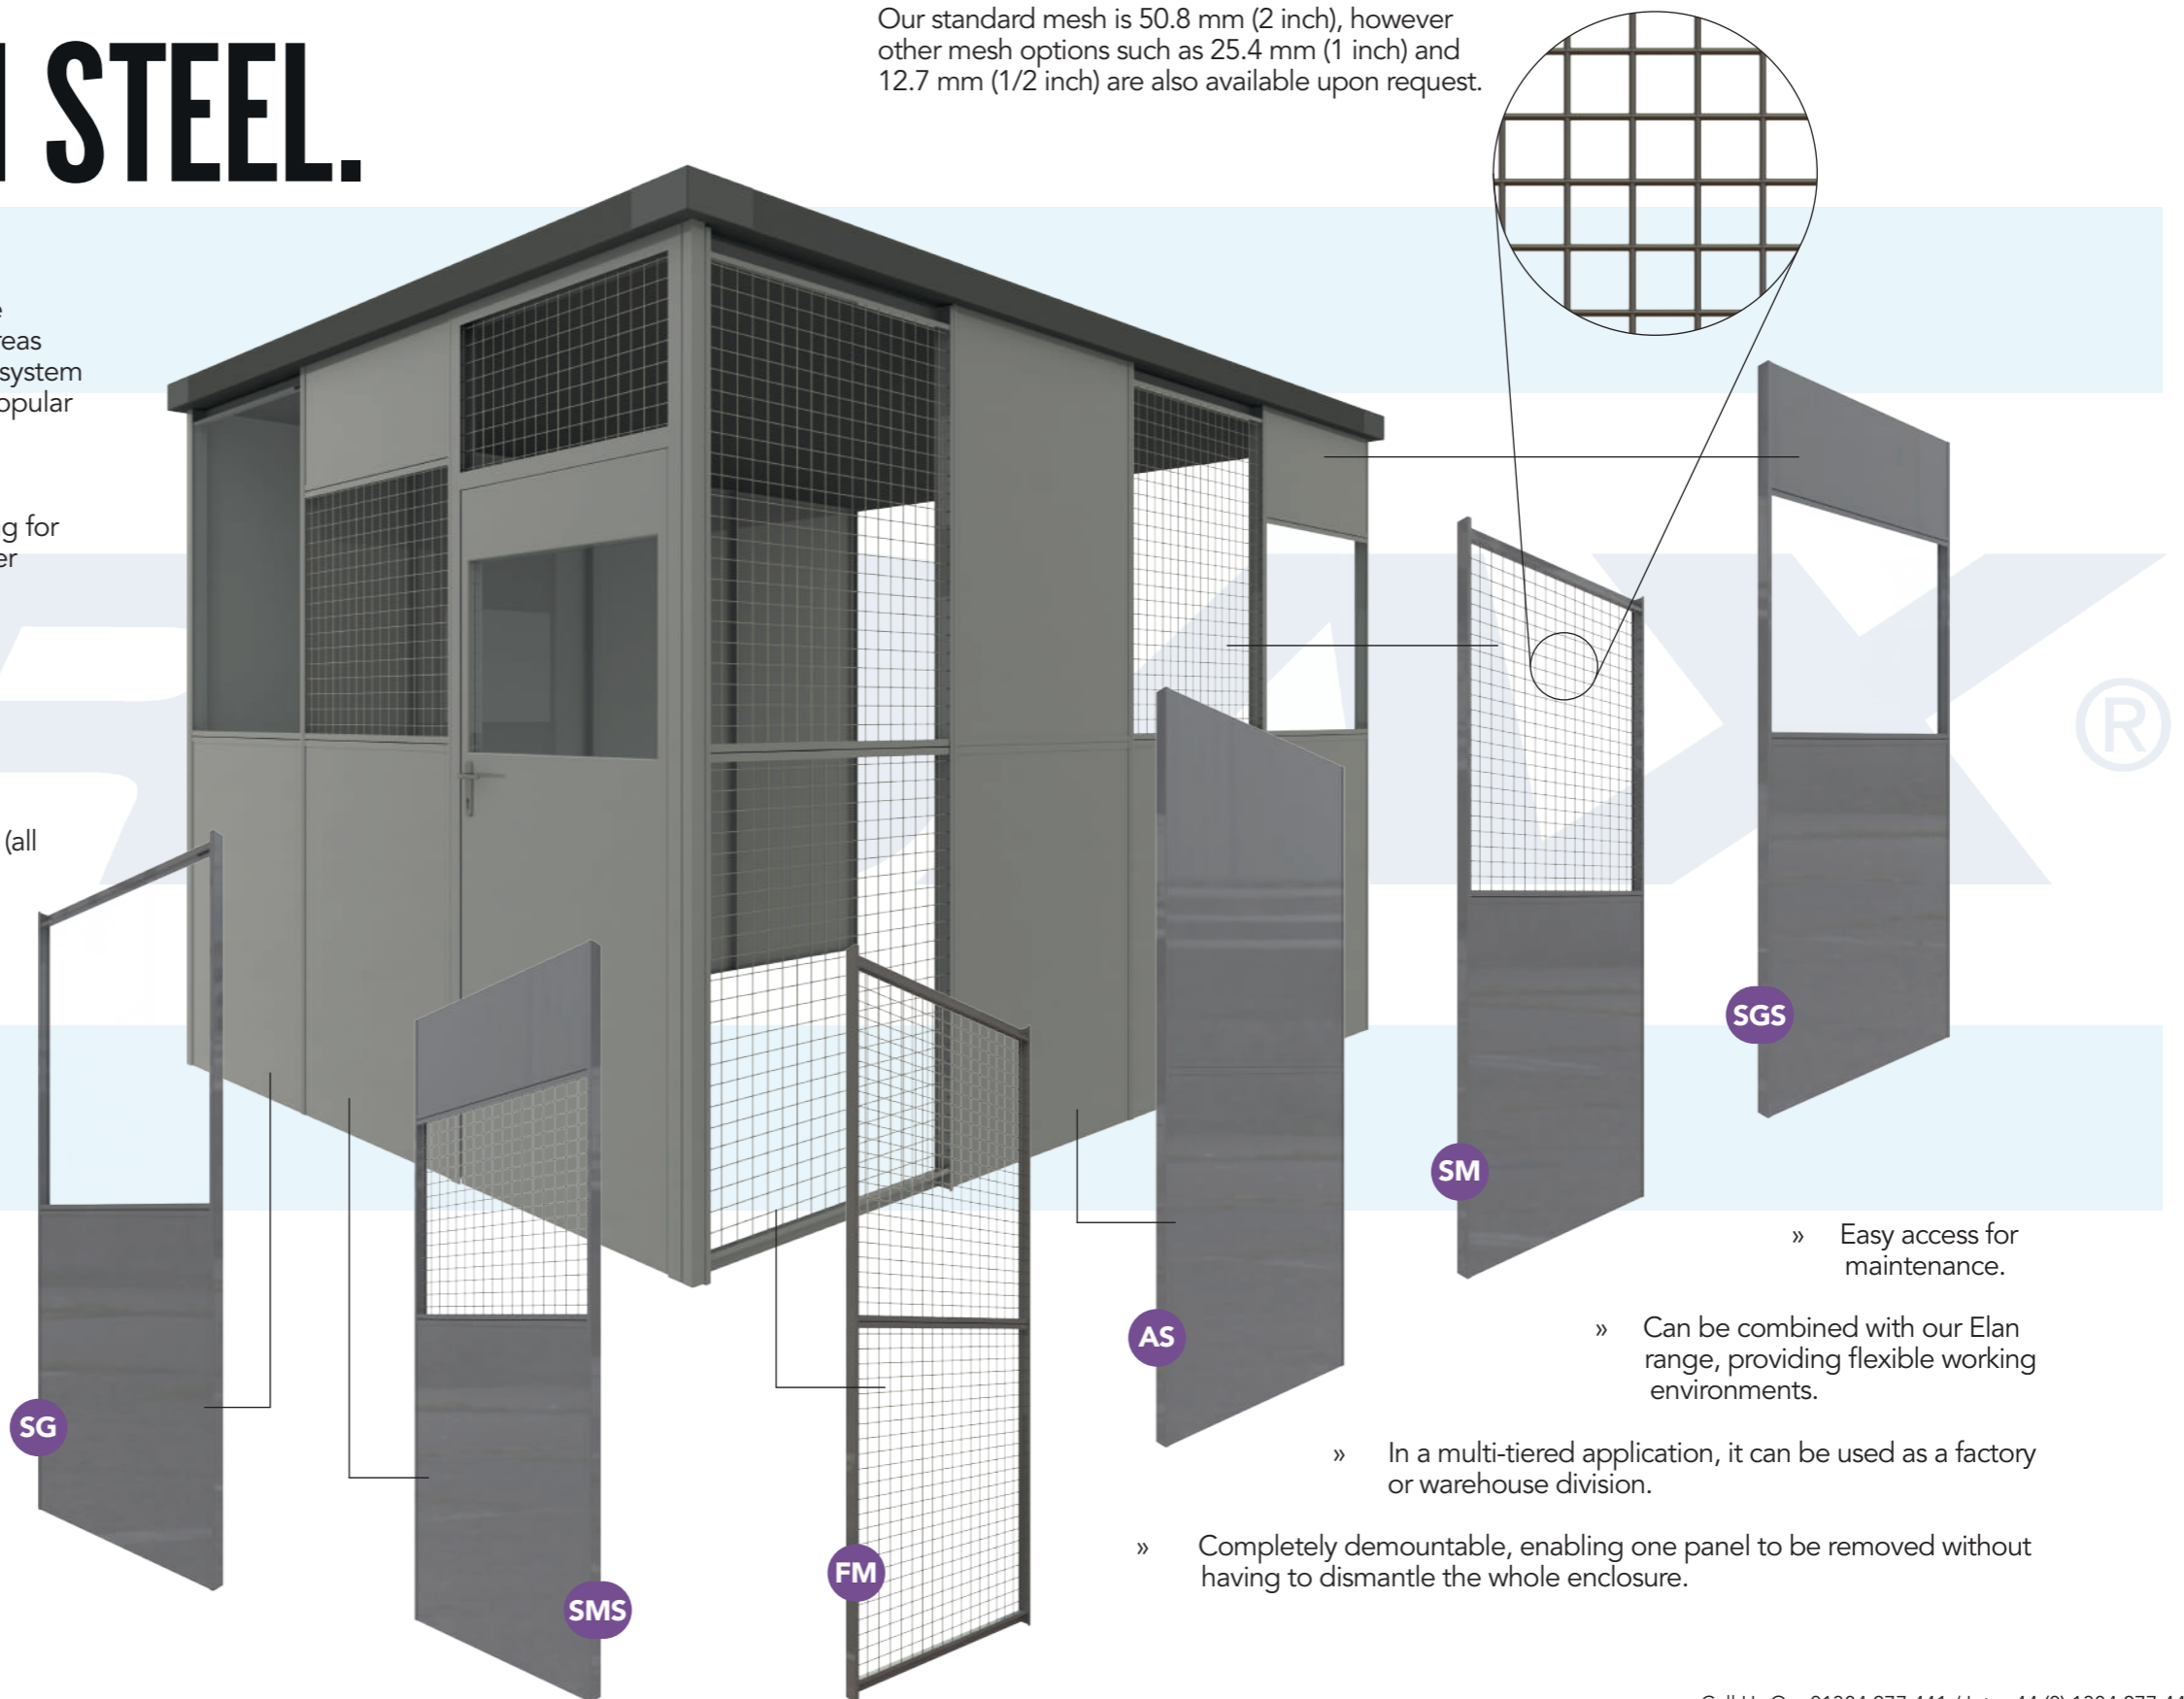 STEEL.
Our standard mesh is 50.8 mm (2 inch), however
other mesh options such as 25.4 mm (1 inch) and
12.7 mm (1/2 inch) are also available upon request.
system
g for
(all
®
SGS
SM
AS
SG
FM
SMS
» Easy access for
maintenance.
» Can be combined with our Elan
range, providing flexible working
environments.
» In a multi-tiered application, it can be used as a factory
or warehouse division.
» Completely demountable, enabling one panel to be removed without
having to dismantle the whole enclosure.